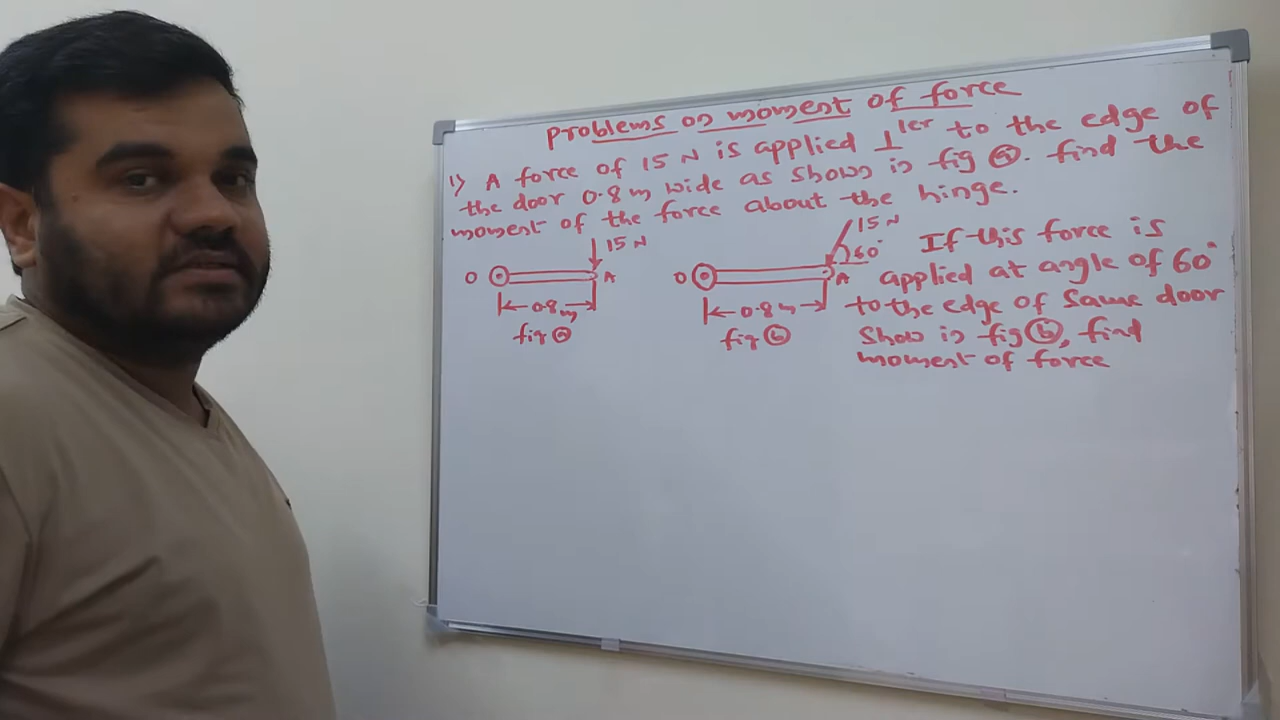 problems on moment of force
1) A force of 15 N is applied ⊥ler to the edge of
the door 0.8 m wide as shown in fig ⓐ. find the
moment of the force about the hinge.
15 N
O A
0.8 m
fig ⓐ
15 N
60°
O A
0.8 m
fig ⓑ
If this force is
applied at angle of 60°
to the edge of same door
show in fig ⓑ, find
moment of force